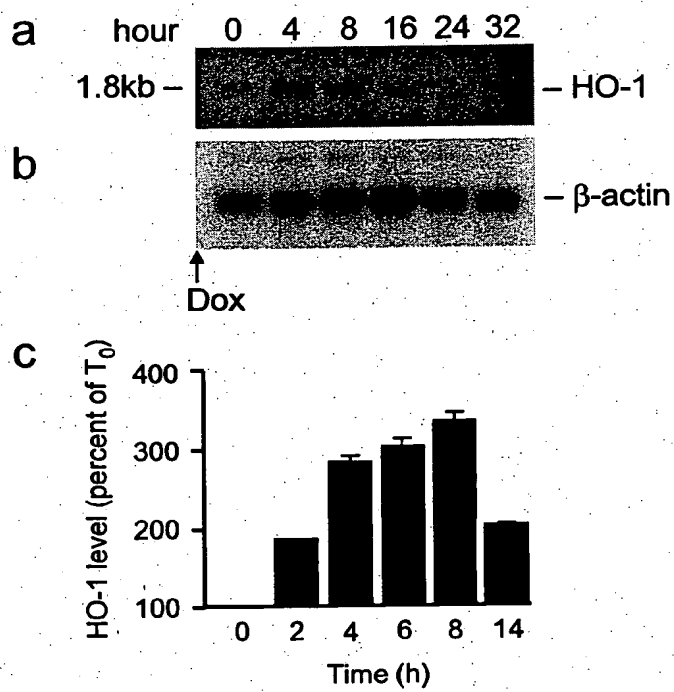 a hour 0 4 8 16 24 32
1.8kb – – HO-1
b
– β-actin
Dox
c
HO-1 level (percent of T₀)
400
300
200
100
0 2 4 6 8 14
Time (h)